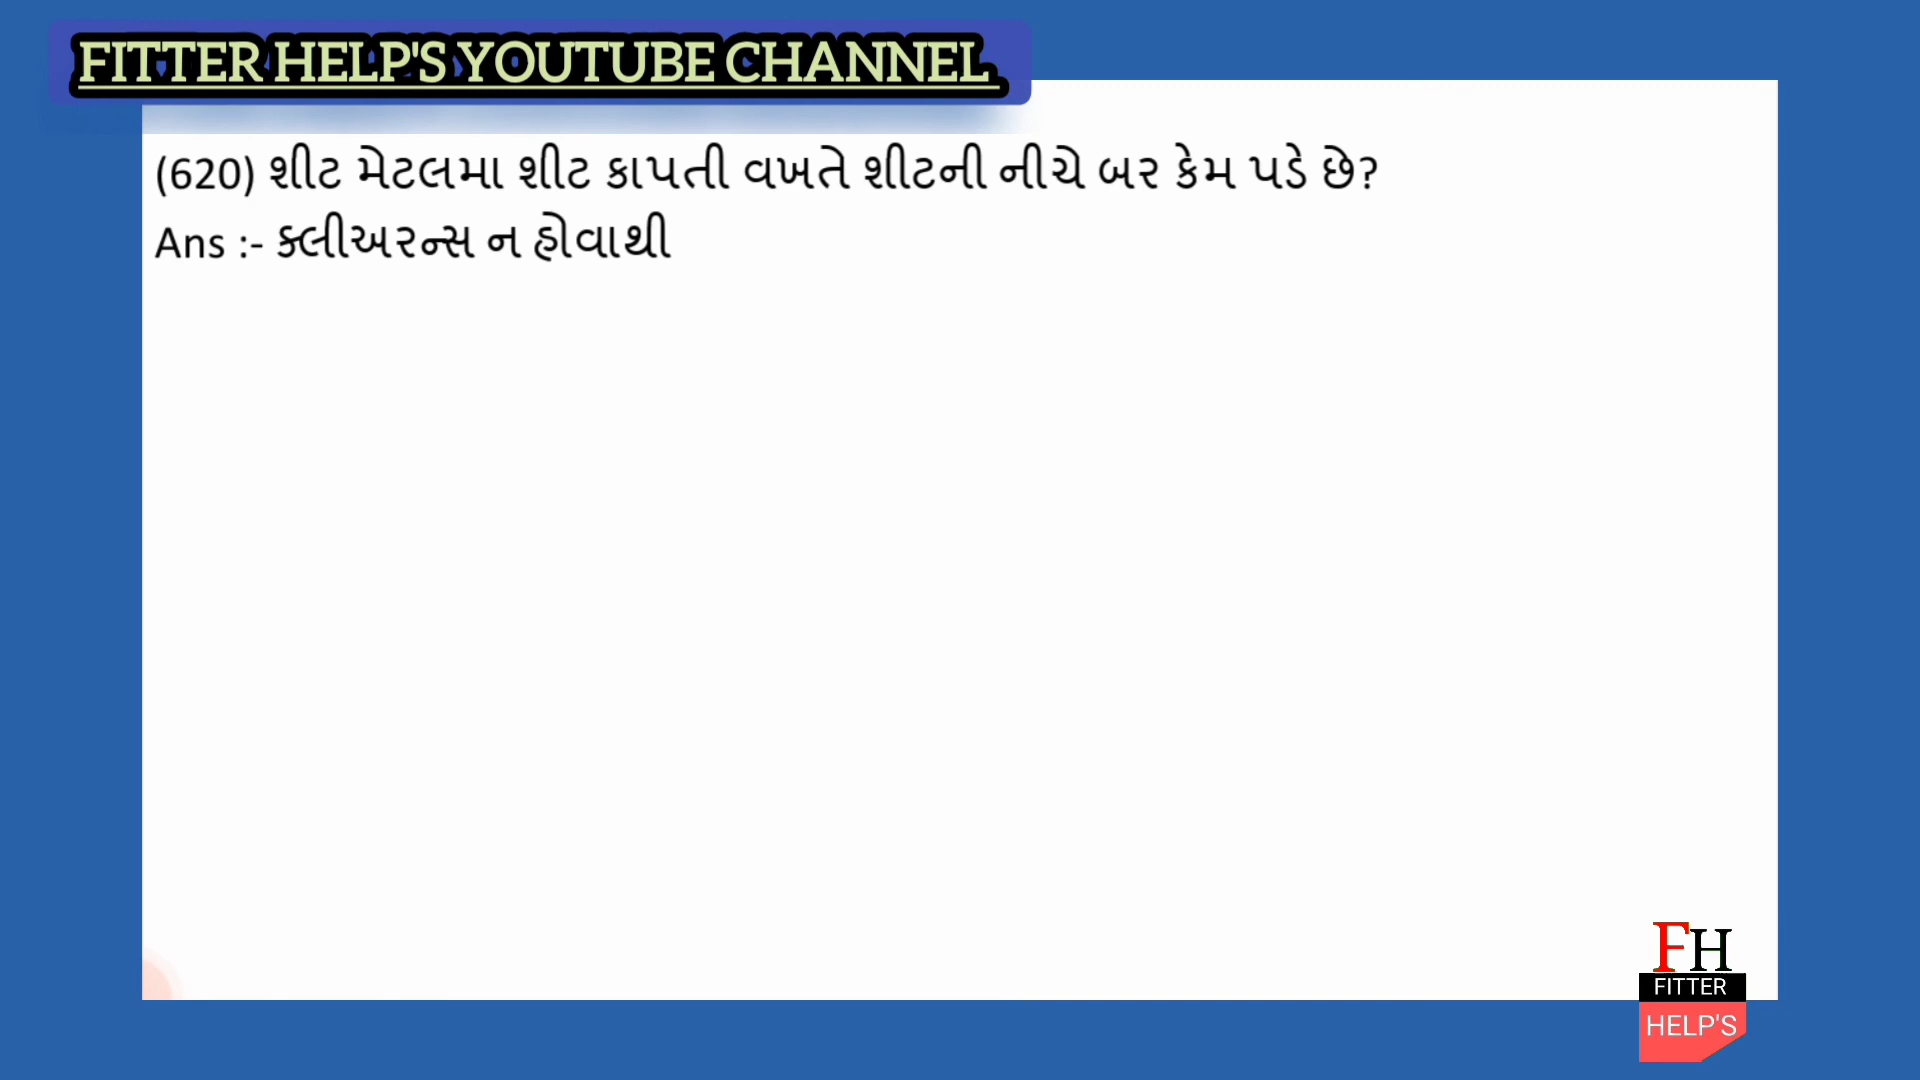 FITTER HELP'S YOUTUBE CHANNEL
(620) શીટ મેટલમા શીટ કાપતી વખતે શીટની નીચે બર કેમ પડે છે?
Ans :- ક્લીઅરન્સ ન હોવાથી
FH
FITTER
HELP'S